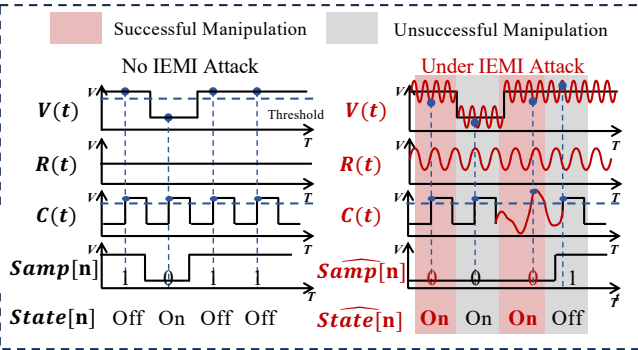 Successful Manipulation
Unsuccessful Manipulation
No IEMI Attack
Under IEMI Attack
V(t)
V
Threshold
T
V(t)
V
T
R(t)
V
T
R(t)
V
T
C(t)
V
T
C(t)
V
T
Samp[n]
V
1 0 1 1
T
Samp[n]
V
0 0 0 1
T
State[n] Off On Off Off
State[n] On On On Off